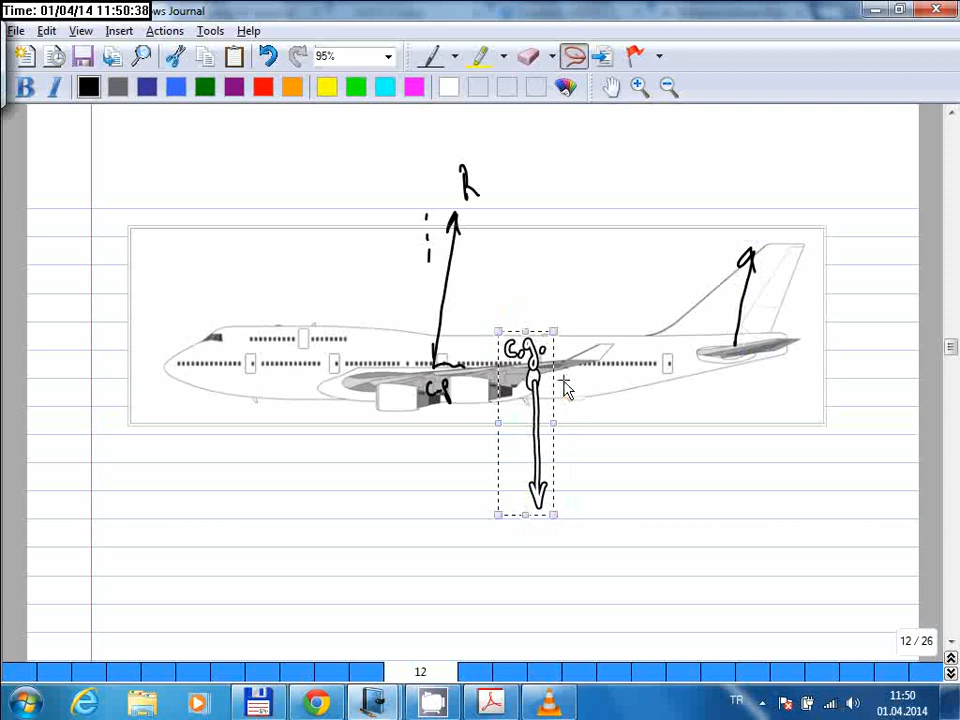 Time: 01/04/14 11:50:38
ws Journal
File Edit View Insert Actions Tools Help
95%
B I
R
CP
12 / 26
12
TR
11:50
01.04.2014